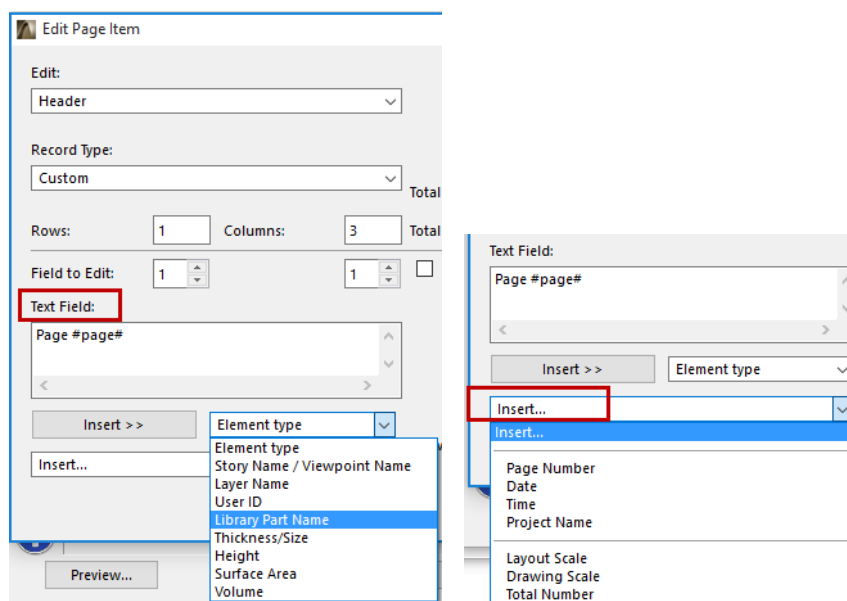 Edit Page Item
Edit:
Header
Record Type:
Custom
Total
Rows: 1 Columns: 3 Total
Field to Edit: 1 1
Text Field:
Page #page#
Insert >> Element type
Element type
Story Name / Viewpoint Name
Layer Name
User ID
Library Part Name
Thickness/Size
Height
Surface Area
Volume
Insert...
Preview...
Text Field:
Page #page#
Insert >> Element type
Insert...
Insert...
Page Number
Date
Time
Project Name
Layout Scale
Drawing Scale
Total Number